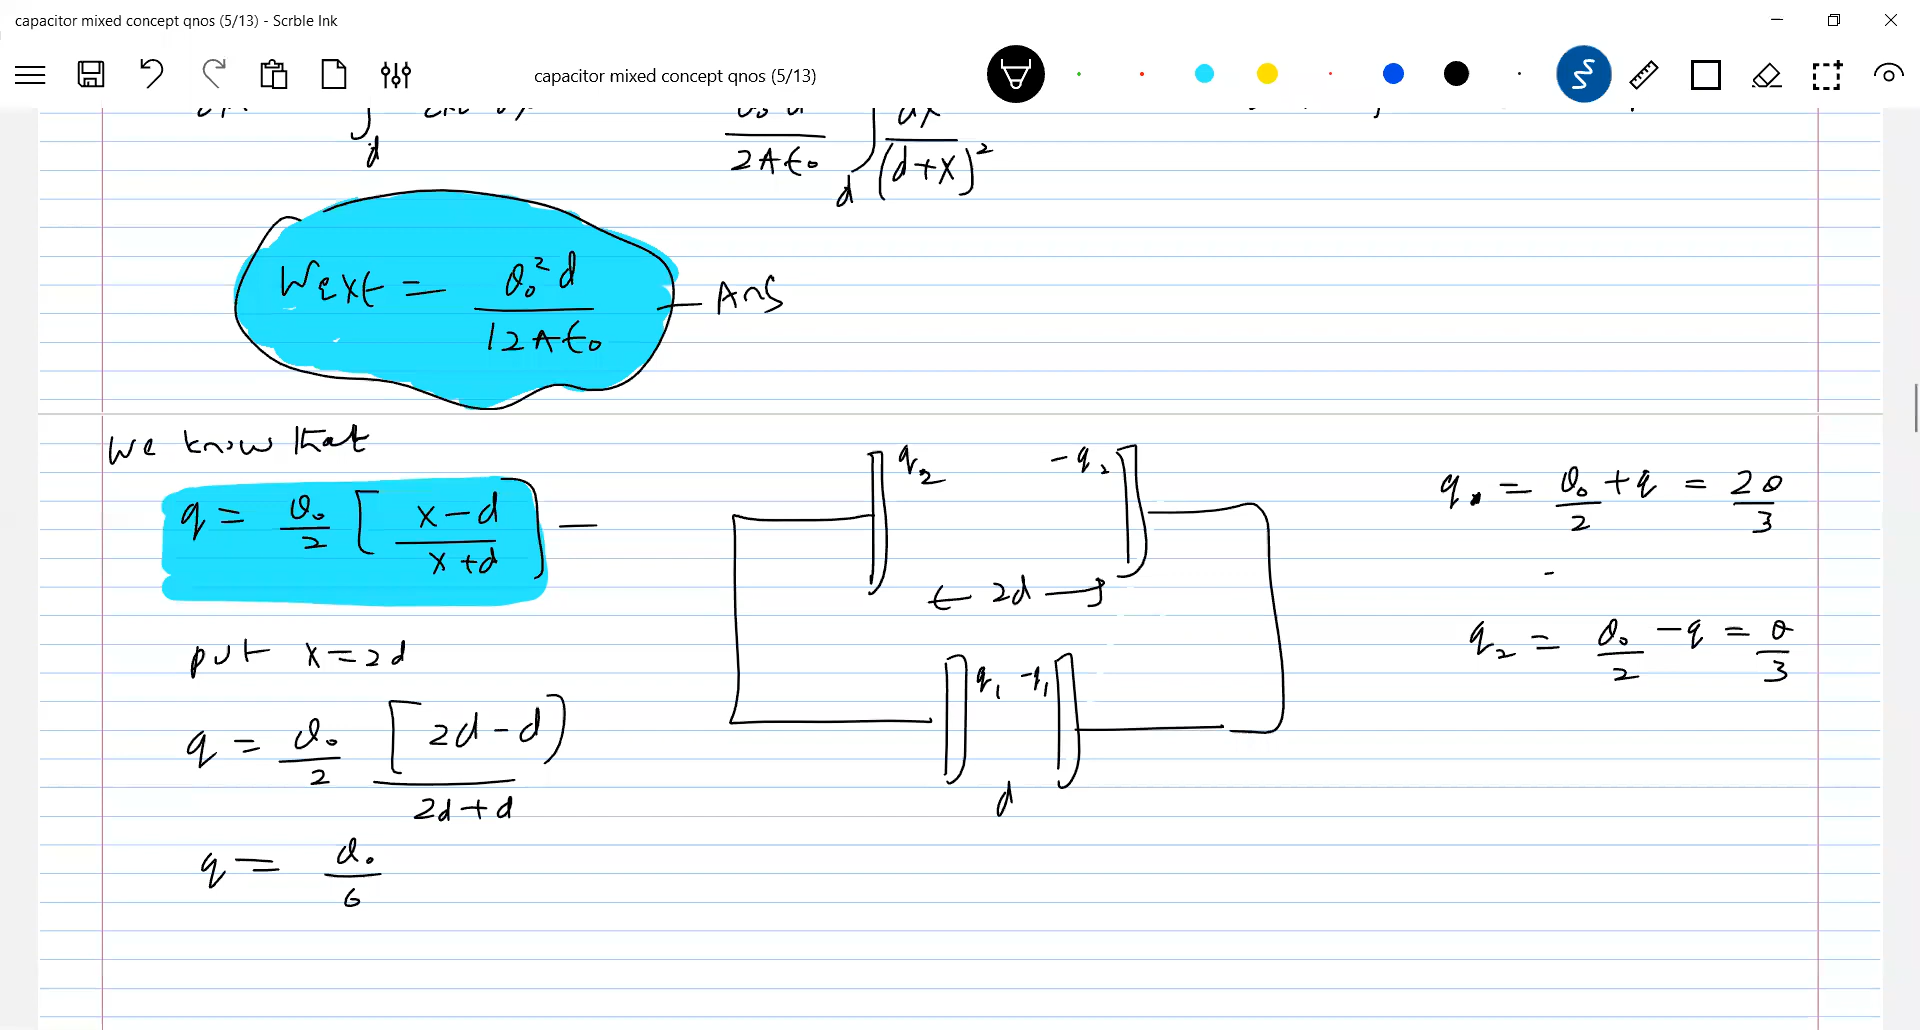 capacitor mixed concept qnos (5/13) - Scrble Ink
capacitor mixed concept qnos (5/13)
2Aϵ₀ d (d+x)²
Wext = Q₀²d / 12Aϵ₀ — Ans
We know that
q = Q₀/2 [ x-d / x+d ] —
put x = 2d
q = Q₀/2 [2d-d] / 2d+d
q = Q₀/6
q₂ -q₂
← 2d →
q₁ -q₁
d
q. = Q₀/2 + q = 2Q/3
q₂ = Q₀/2 - q = Q/3